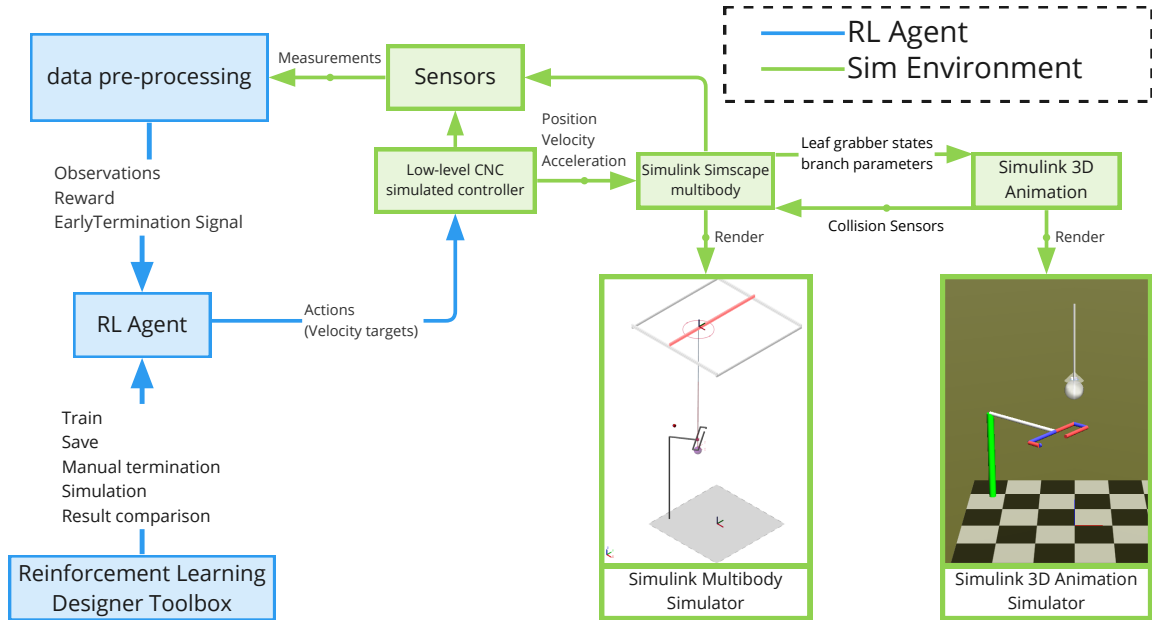 RL Agent
Sim Environment
data pre-processing
Measurements
Sensors
Position
Velocity
Acceleration
Low-level CNC
simulated controller
Simulink Simscape
multibody
Leaf grabber states
branch parameters
Simulink 3D
Animation
Collision Sensors
Observations
Reward
EarlyTermination Signal
Render
Render
RL Agent
Actions
(Velocity targets)
Train
Save
Manual termination
Simulation
Result comparison
Reinforcement Learning
Designer Toolbox
Simulink Multibody
Simulator
Simulink 3D Animation
Simulator